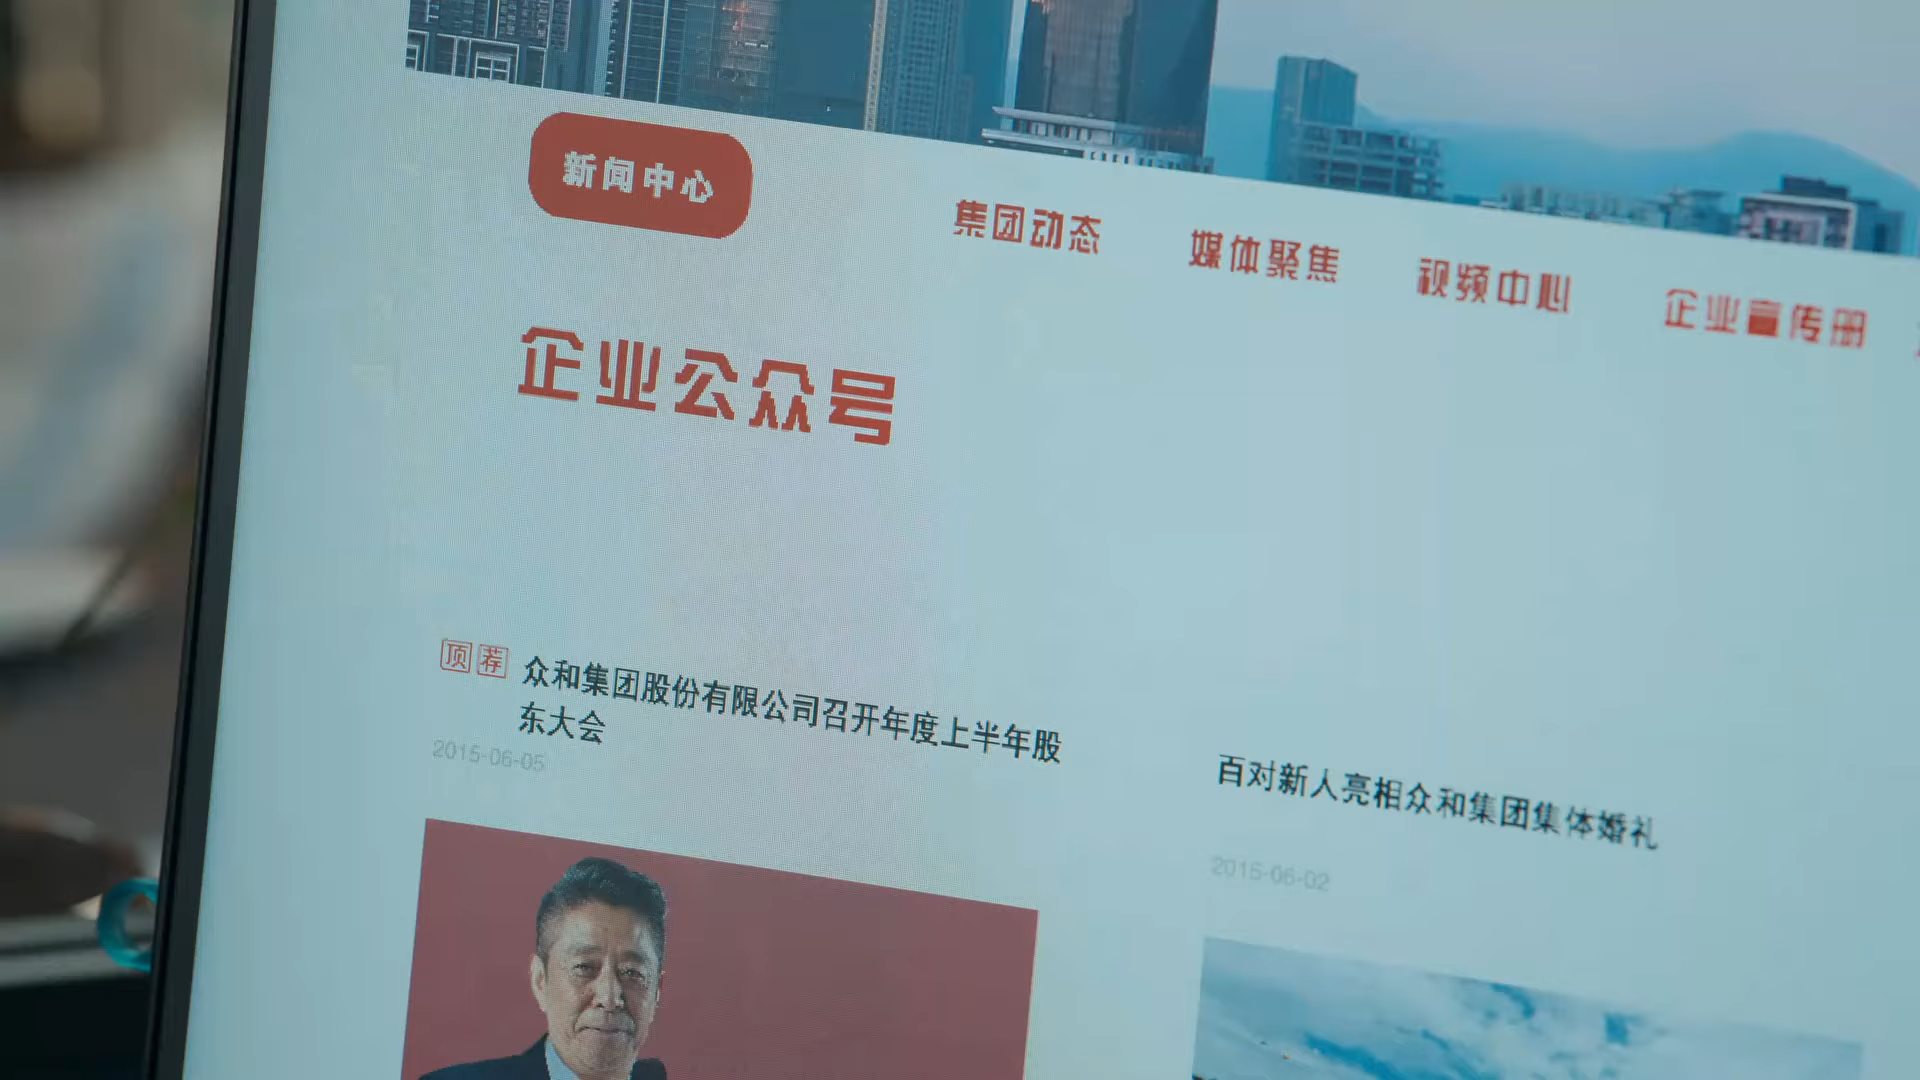 新闻中心
集团动态
媒体聚焦
视频中心
企业宣传册
企业公众号
顶 荐 众和集团股份有限公司召开年度上半年股
东大会
2015-06-05
百对新人亮相众和集团集体婚礼
2015-06-02